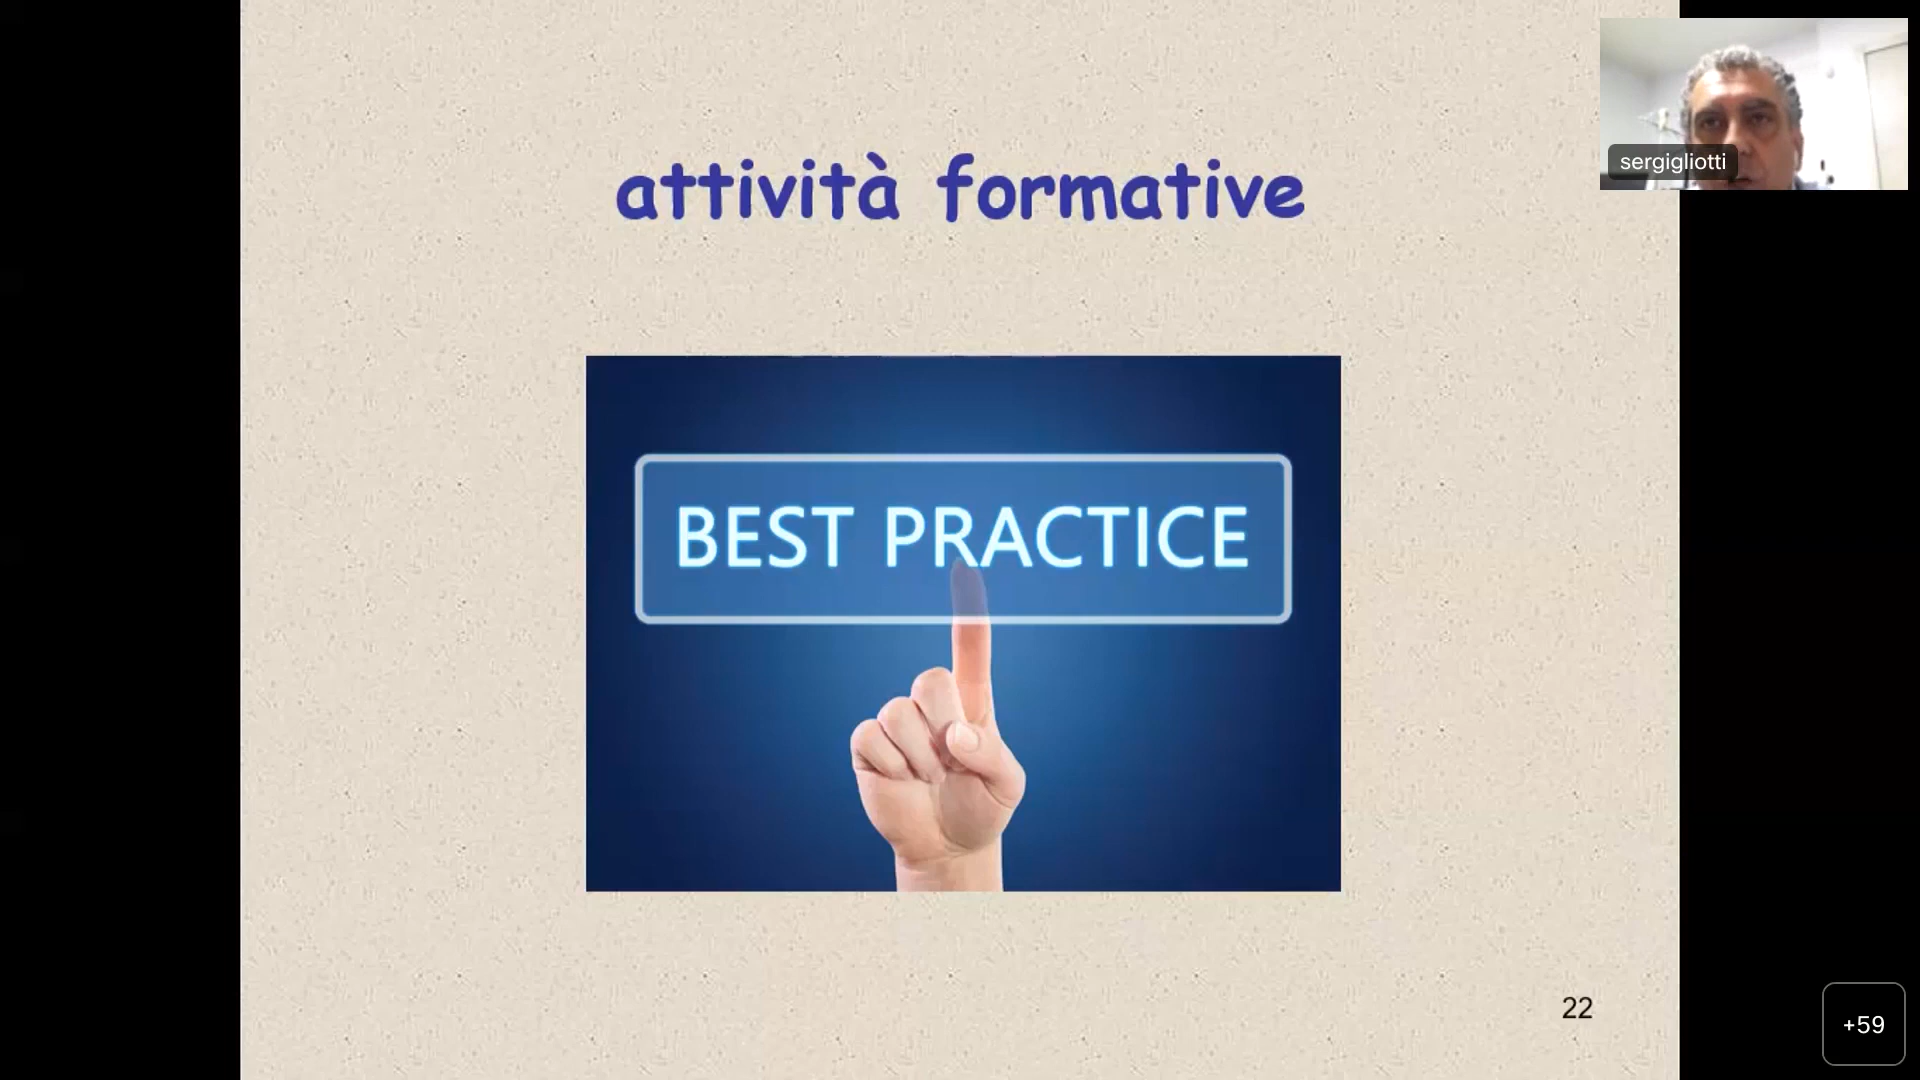 attività formative
sergigliotti
BEST PRACTICE
22
+59